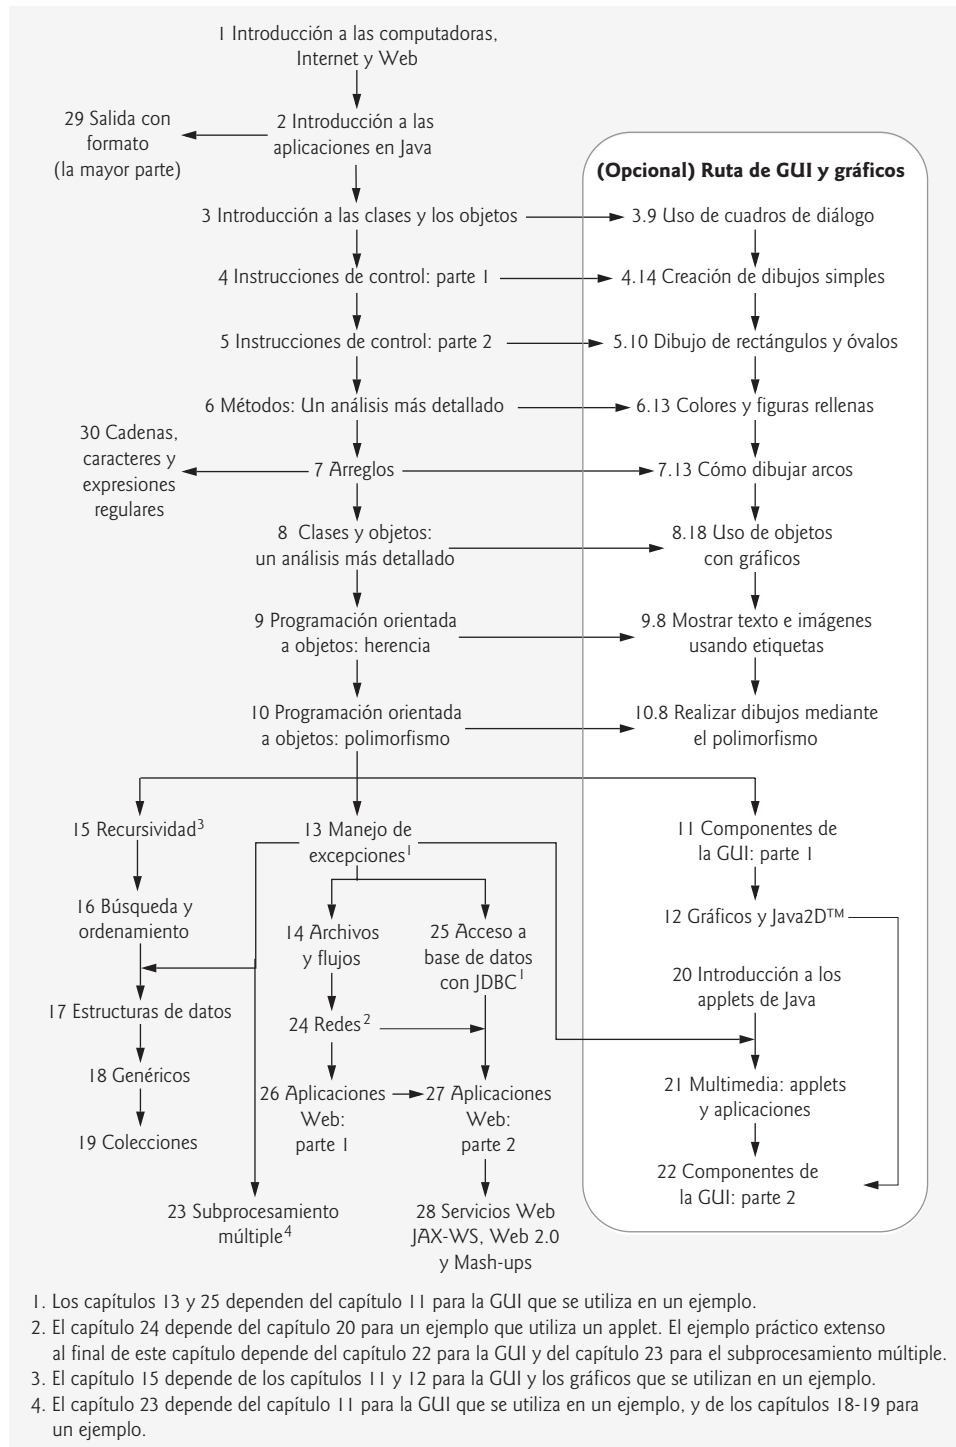 1 Introducción a las computadoras,
Internet y Web
29 Salida con
formato
(la mayor parte)
2 Introducción a las
aplicaciones en Java
(Opcional) Ruta de GUI y gráficos
3 Introducción a las clases y los objetos
3.9 Uso de cuadros de diálogo
4 Instrucciones de control: parte 1
4.14 Creación de dibujos simples
5 Instrucciones de control: parte 2
5.10 Dibujo de rectángulos y óvalos
6 Métodos: Un análisis más detallado
6.13 Colores y figuras rellenas
30 Cadenas,
caracteres y
expresiones
regulares
7 Arreglos
7.13 Cómo dibujar arcos
8 Clases y objetos:
un análisis más detallado
8.18 Uso de objetos
con gráficos
9 Programación orientada
a objetos: herencia
9.8 Mostrar texto e imágenes
usando etiquetas
10 Programación orientada
a objetos: polimorfismo
10.8 Realizar dibujos mediante
el polimorfismo
15 Recursividad3
13 Manejo de
excepciones1
11 Componentes de
la GUI: parte 1
16 Búsqueda y
ordenamiento
14 Archivos
y flujos
25 Acceso a
base de datos
con JDBC1
12 Gráficos y Java2D™
20 Introducción a los
applets de Java
17 Estructuras de datos
24 Redes2
18 Genéricos
26 Aplicaciones
Web:
parte 1
27 Aplicaciones
Web:
parte 2
21 Multimedia: applets
y aplicaciones
19 Colecciones
22 Componentes de
la GUI: parte 2
23 Subprocesamiento
múltiple4
28 Servicios Web
JAX-WS, Web 2.0
y Mash-ups
1. Los capítulos 13 y 25 dependen del capítulo 11 para la GUI que se utiliza en un ejemplo.
2. El capítulo 24 depende del capítulo 20 para un ejemplo que utiliza un applet. El ejemplo práctico extenso
al final de este capítulo depende del capítulo 22 para la GUI y del capítulo 23 para el subprocesamiento múltiple.
3. El capítulo 15 depende de los capítulos 11 y 12 para la GUI y los gráficos que se utilizan en un ejemplo.
4. El capítulo 23 depende del capítulo 11 para la GUI que se utiliza en un ejemplo, y de los capítulos 18-19 para
un ejemplo.